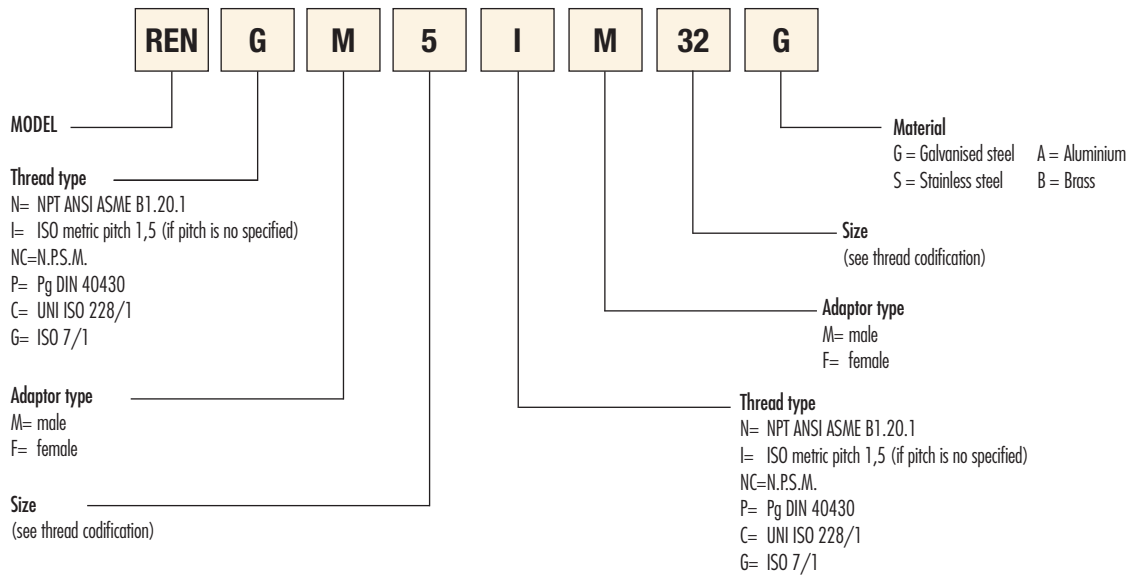 REN G M 5 I M 32 G
MODEL
Thread type
N= NPT ANSI ASME B1.20.1
I= ISO metric pitch 1,5 (if pitch is no specified)
NC=N.P.S.M.
P= Pg DIN 40430
C= UNI ISO 228/1
G= ISO 7/1
Adaptor type
M= male
F= female
Size
(see thread codification)
Material
G = Galvanised steel A = Aluminium
S = Stainless steel B = Brass
Size
(see thread codification)
Adaptor type
M= male
F= female
Thread type
N= NPT ANSI ASME B1.20.1
I= ISO metric pitch 1,5 (if pitch is no specified)
NC=N.P.S.M.
P= Pg DIN 40430
C= UNI ISO 228/1
G= ISO 7/1